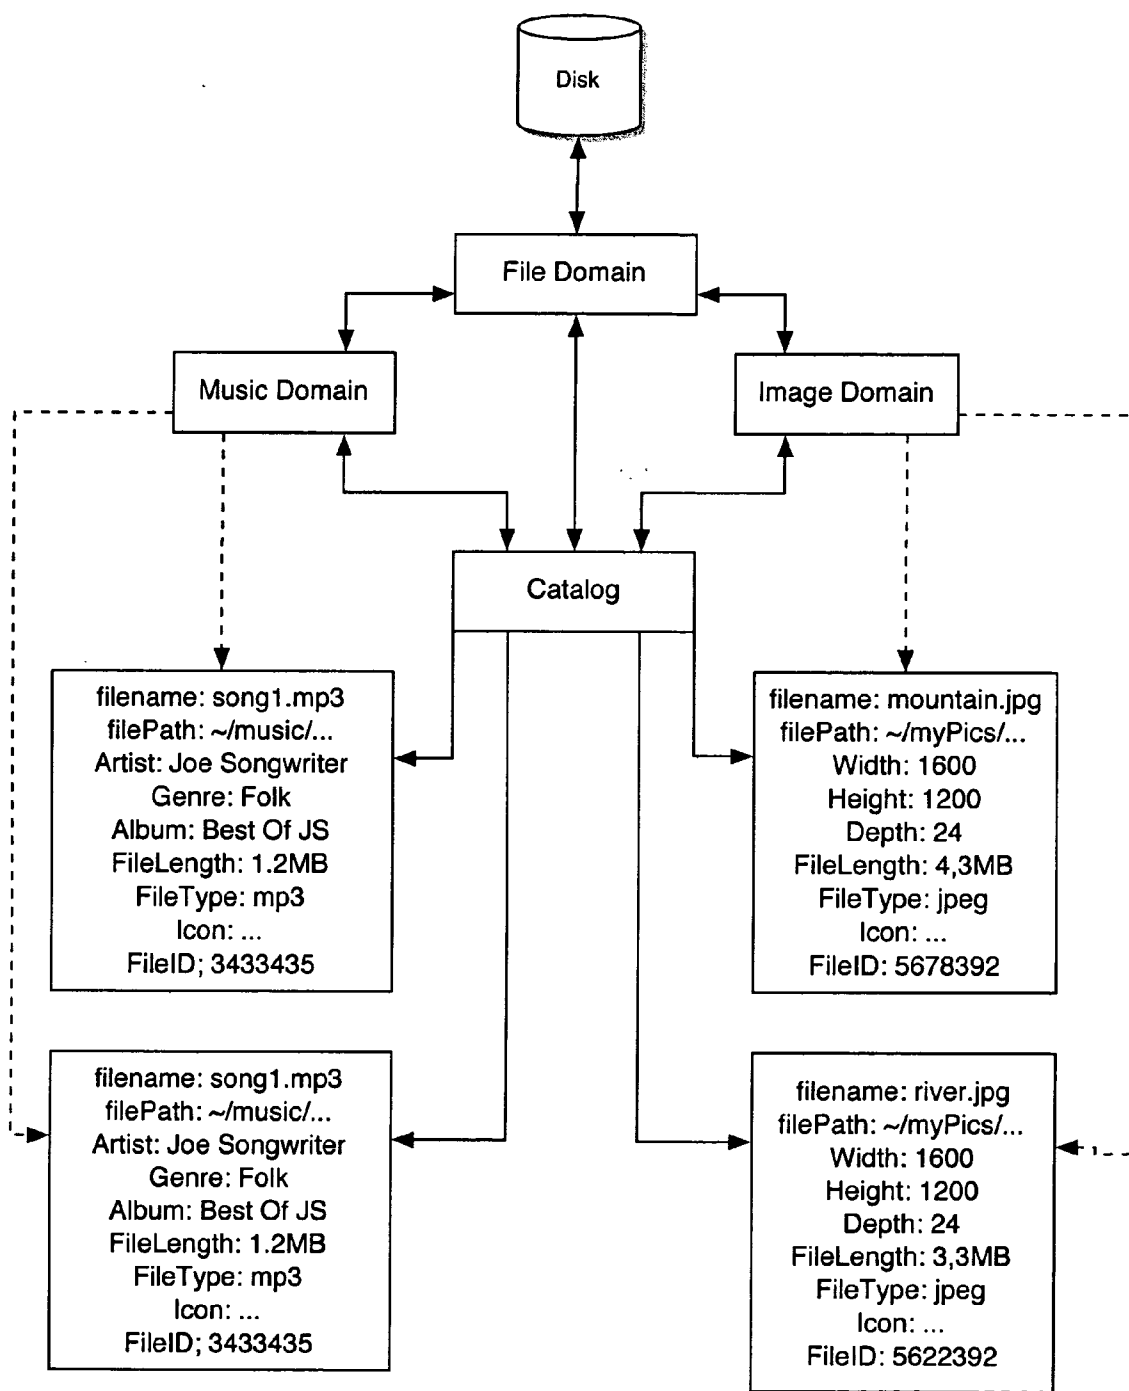 Disk
File Domain
Music Domain
Image Domain
Catalog
filename: song1.mp3
filePath: ~/music/...
Artist: Joe Songwriter
Genre: Folk
Album: Best Of JS
FileLength: 1.2MB
FileType: mp3
Icon: ...
FileID; 3433435
filename: mountain.jpg
filePath: ~/myPics/...
Width: 1600
Height: 1200
Depth: 24
FileLength: 4,3MB
FileType: jpeg
Icon: ...
FileID: 5678392
filename: song1.mp3
filePath: ~/music/...
Artist: Joe Songwriter
Genre: Folk
Album: Best Of JS
FileLength: 1.2MB
FileType: mp3
Icon: ...
FileID; 3433435
filename: river.jpg
filePath: ~/myPics/...
Width: 1600
Height: 1200
Depth: 24
FileLength: 3,3MB
FileType: jpeg
Icon: ...
FileID: 5622392